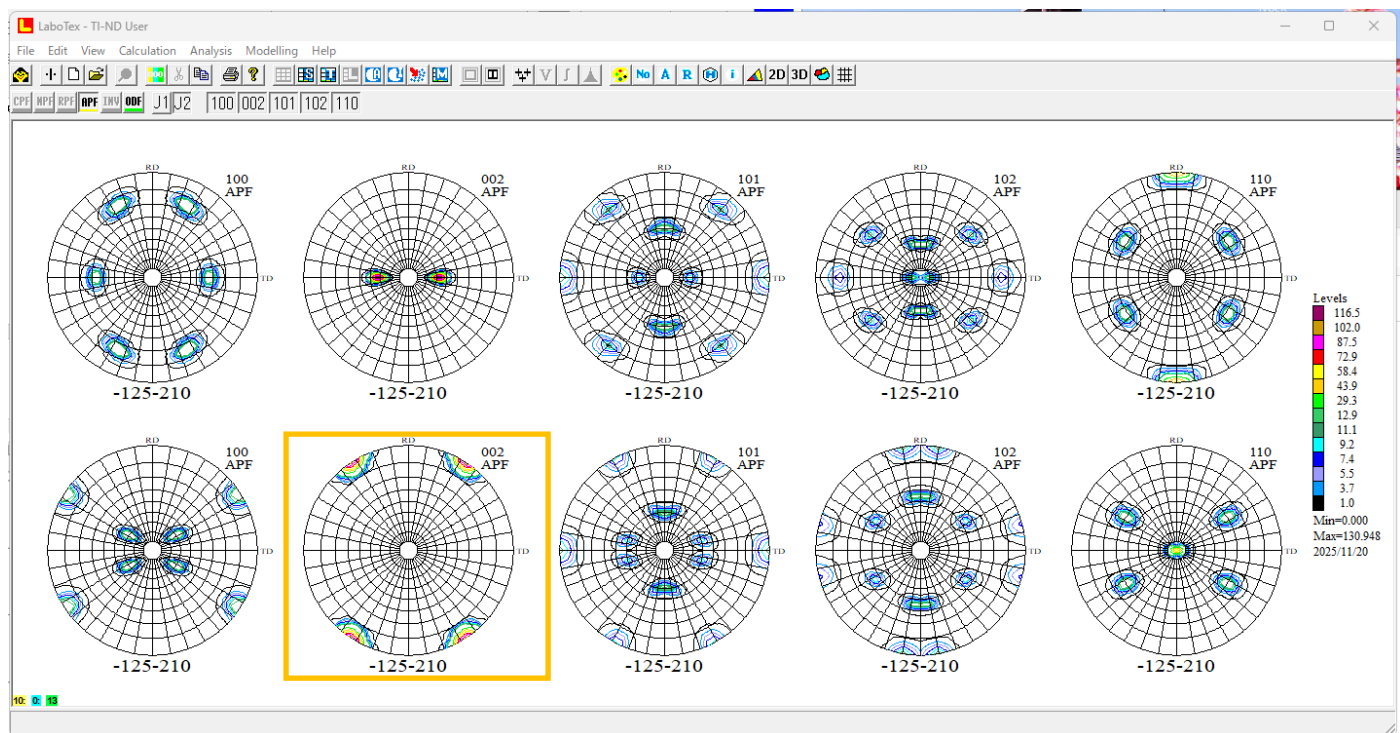 LaboTex - TI-ND User
File Edit View Calculation Analysis Modelling Help
No A R H i 2D 3D
CPF NPF RPF APF INV ODF J1 J2 100 002 101 102 110
RD RD RD RD RD
100 002 101 102 110
APF APF APF APF APF
TD TD TD TD TD
-125-210 -125-210 -125-210 -125-210 -125-210
Levels
116.5
102.0
87.5
72.9
58.4
43.9
29.3
12.9
11.1
9.2
7.4
5.5
3.7
1.0
Min=0.000
Max=130.948
2025/11/20
RD RD RD RD RD
100 002 101 102 110
APF APF APF APF APF
TD TD TD TD TD
-125-210 -125-210 -125-210 -125-210 -125-210
10: 0: 13